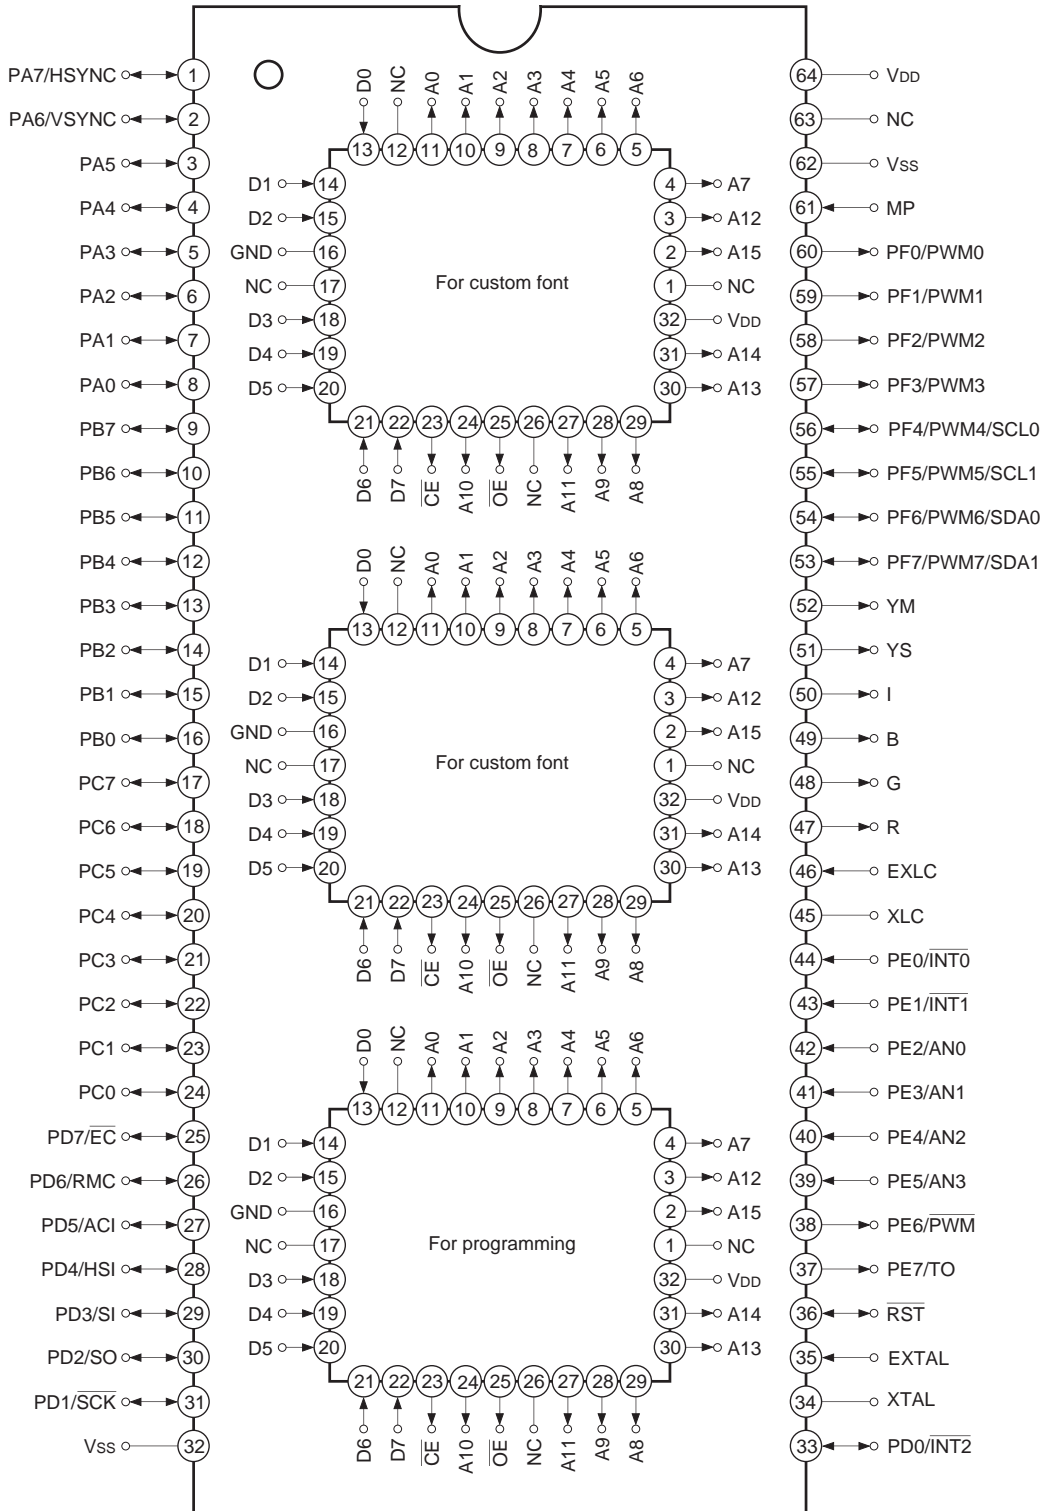 PA7/HSYNC 1
PA6/VSYNC 2
PA5 3
PA4 4
PA3 5
PA2 6
PA1 7
PA0 8
PB7 9
PB6 10
PB5 11
PB4 12
PB3 13
PB2 14
PB1 15
PB0 16
PC7 17
PC6 18
PC5 19
PC4 20
PC3 21
PC2 22
PC1 23
PC0 24
PD7/EC 25
PD6/RMC 26
PD5/ACI 27
PD4/HSI 28
PD3/SI 29
PD2/SO 30
PD1/SCK 31
VSS 32
D0 NC A0 A1 A2 A3 A4 A5 A6
13 12 11 10 9 8 7 6 5
D1 14
D2 15
GND 16
NC 17
D3 18
D4 19
D5 20
For custom font
4 A7
3 A12
2 A15
1 NC
32 VDD
31 A14
30 A13
21 22 23 24 25 26 27 28 29
D6 D7 CE A10 OE NC A11 A9 A8
D0 NC A0 A1 A2 A3 A4 A5 A6
13 12 11 10 9 8 7 6 5
D1 14
D2 15
GND 16
NC 17
D3 18
D4 19
D5 20
For custom font
4 A7
3 A12
2 A15
1 NC
32 VDD
31 A14
30 A13
21 22 23 24 25 26 27 28 29
D6 D7 CE A10 OE NC A11 A9 A8
D0 NC A0 A1 A2 A3 A4 A5 A6
13 12 11 10 9 8 7 6 5
D1 14
D2 15
GND 16
NC 17
D3 18
D4 19
D5 20
For programming
4 A7
3 A12
2 A15
1 NC
32 VDD
31 A14
30 A13
21 22 23 24 25 26 27 28 29
D6 D7 CE A10 OE NC A11 A9 A8
64 VDD
63 NC
62 VSS
61 MP
60 PF0/PWM0
59 PF1/PWM1
58 PF2/PWM2
57 PF3/PWM3
56 PF4/PWM4/SCL0
55 PF5/PWM5/SCL1
54 PF6/PWM6/SDA0
53 PF7/PWM7/SDA1
52 YM
51 YS
50 I
49 B
48 G
47 R
46 EXLC
45 XLC
44 PE0/INT0
43 PE1/INT1
42 PE2/AN0
41 PE3/AN1
40 PE4/AN2
39 PE5/AN3
38 PE6/PWM
37 PE7/TO
36 RST
35 EXTAL
34 XTAL
33 PD0/INT2